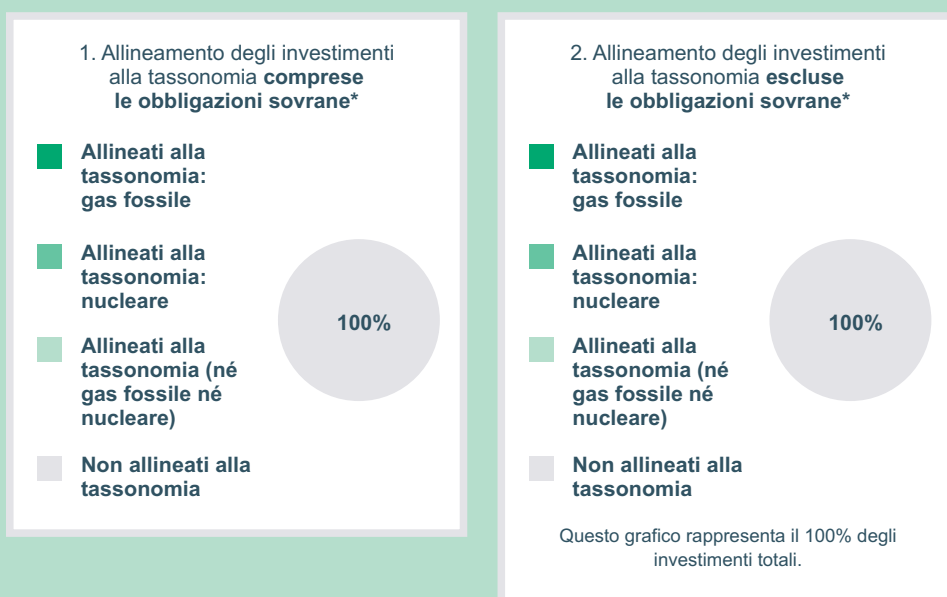 1. Allineamento degli investimenti
alla tassonomia comprese
le obbligazioni sovrane*
Allineati alla
tassonomia:
gas fossile
Allineati alla
tassonomia:
nucleare
Allineati alla
tassonomia (né
gas fossile né
nucleare)
Non allineati alla
tassonomia
100%
2. Allineamento degli investimenti
alla tassonomia escluse
le obbligazioni sovrane*
Allineati alla
tassonomia:
gas fossile
Allineati alla
tassonomia:
nucleare
Allineati alla
tassonomia (né
gas fossile né
nucleare)
Non allineati alla
tassonomia
100%
Questo grafico rappresenta il 100% degli
investimenti totali.